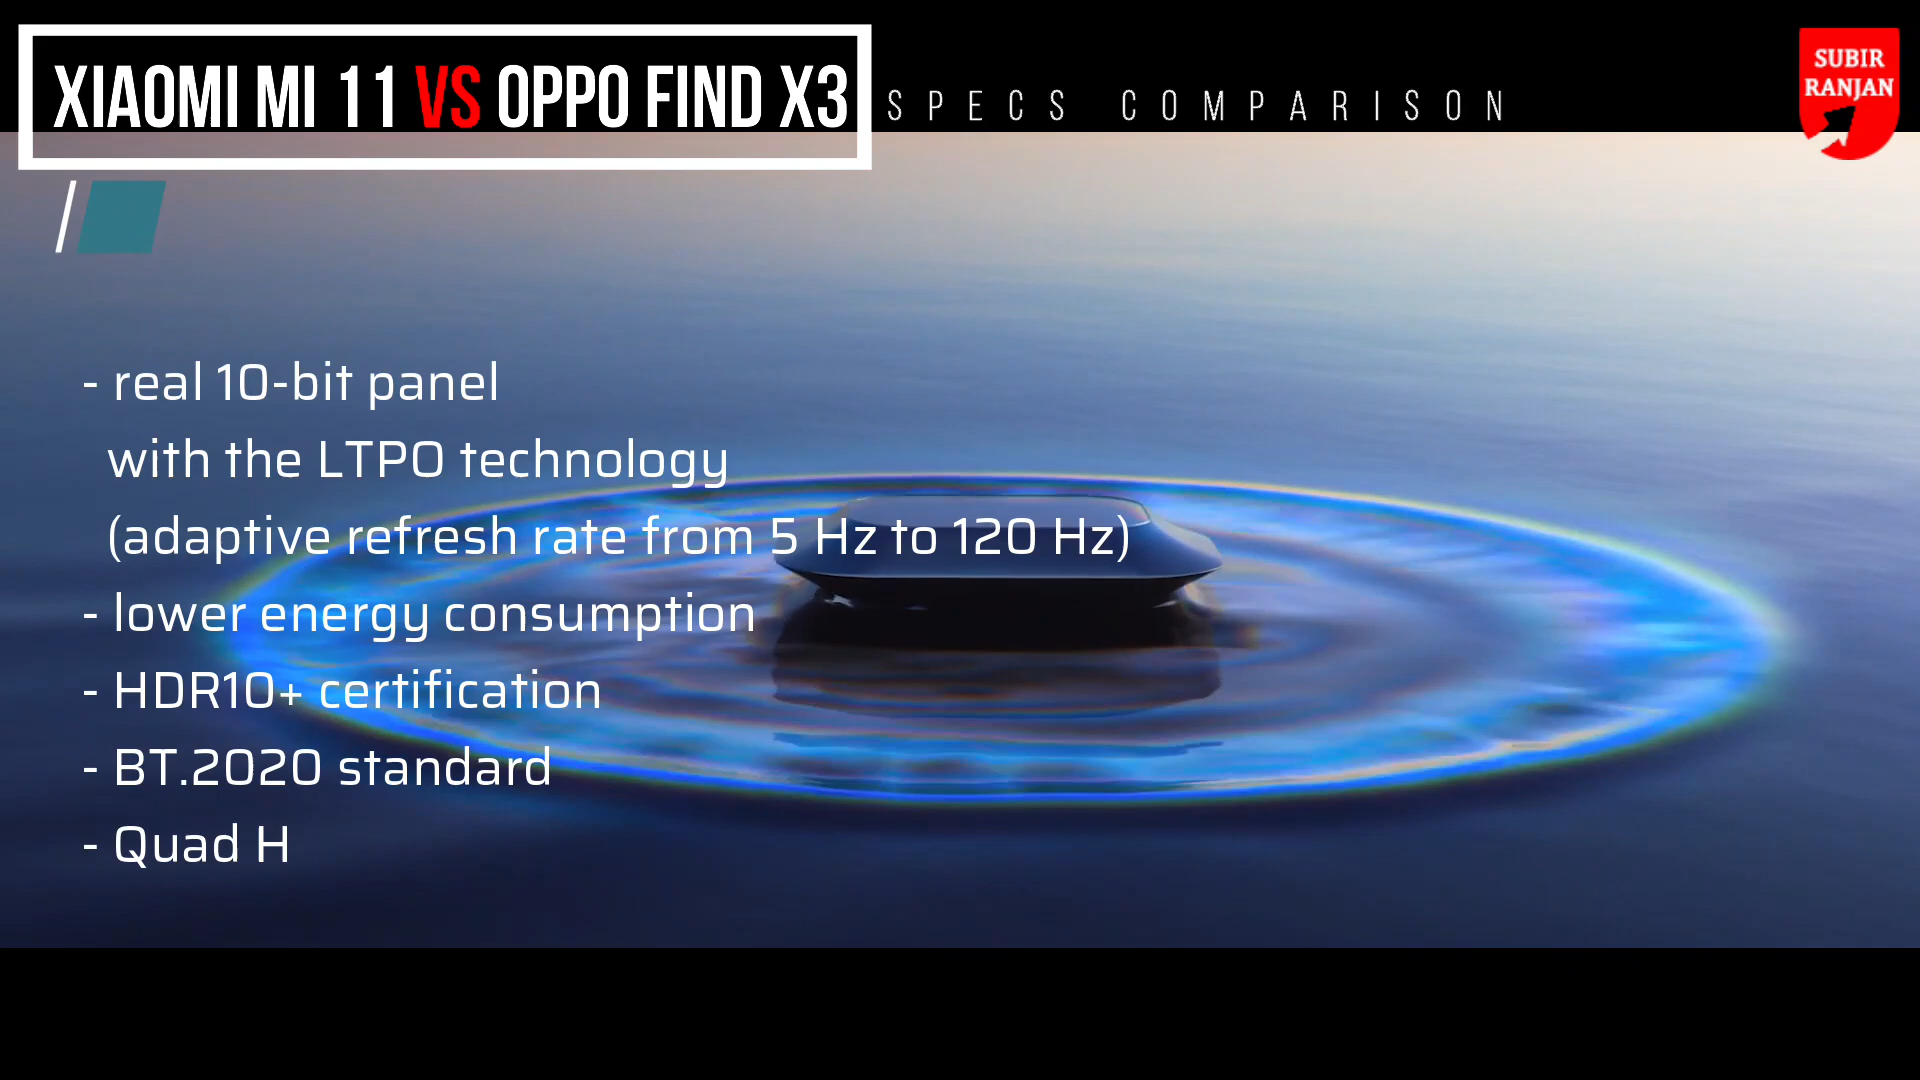 XIAOMI MI 11 VS OPPO FIND X3
SPECS COMPARISON
SUBIR
RANJAN
- real 10-bit panel
with the LTPO technology
(adaptive refresh rate from 5 Hz to 120 Hz)
- lower energy consumption
- HDR10+ certification
- BT.2020 standard
- Quad H